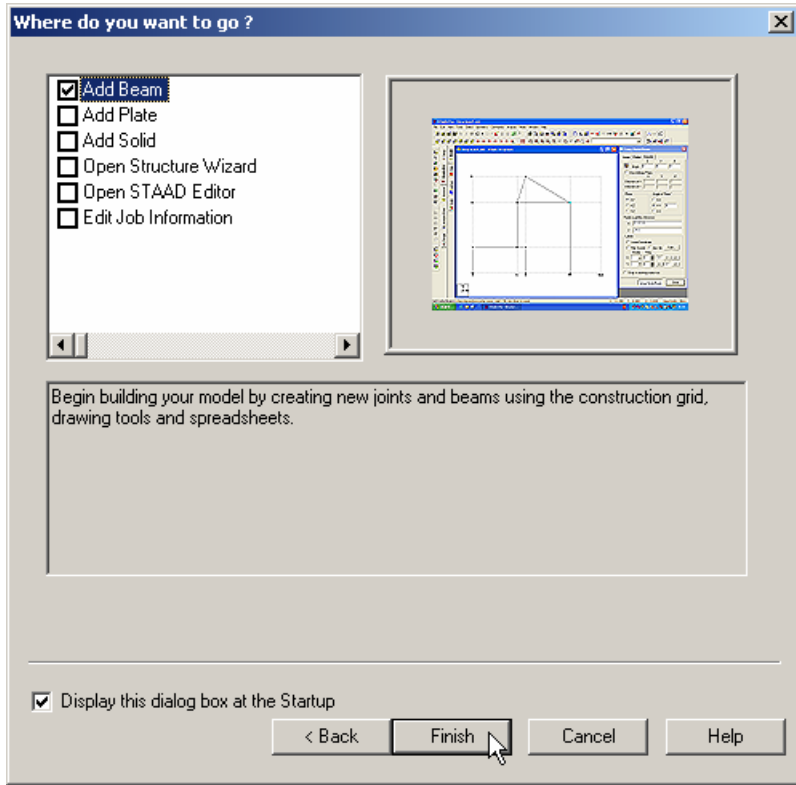 Where do you want to go ?
Add Beam
Add Plate
Add Solid
Open Structure Wizard
Open STAAD Editor
Edit Job Information
Begin building your model by creating new joints and beams using the construction grid,
drawing tools and spreadsheets.
Display this dialog box at the Startup
< Back Finish Cancel Help